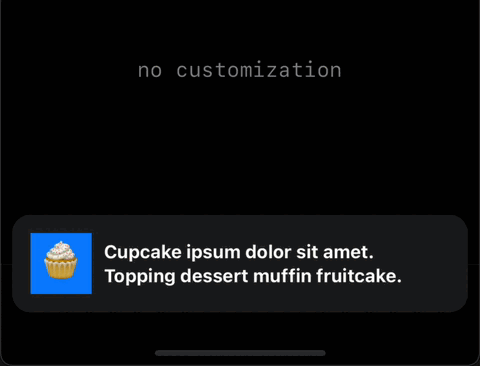 no customization
Cupcake ipsum dolor sit amet.
Topping dessert muffin fruitcake.